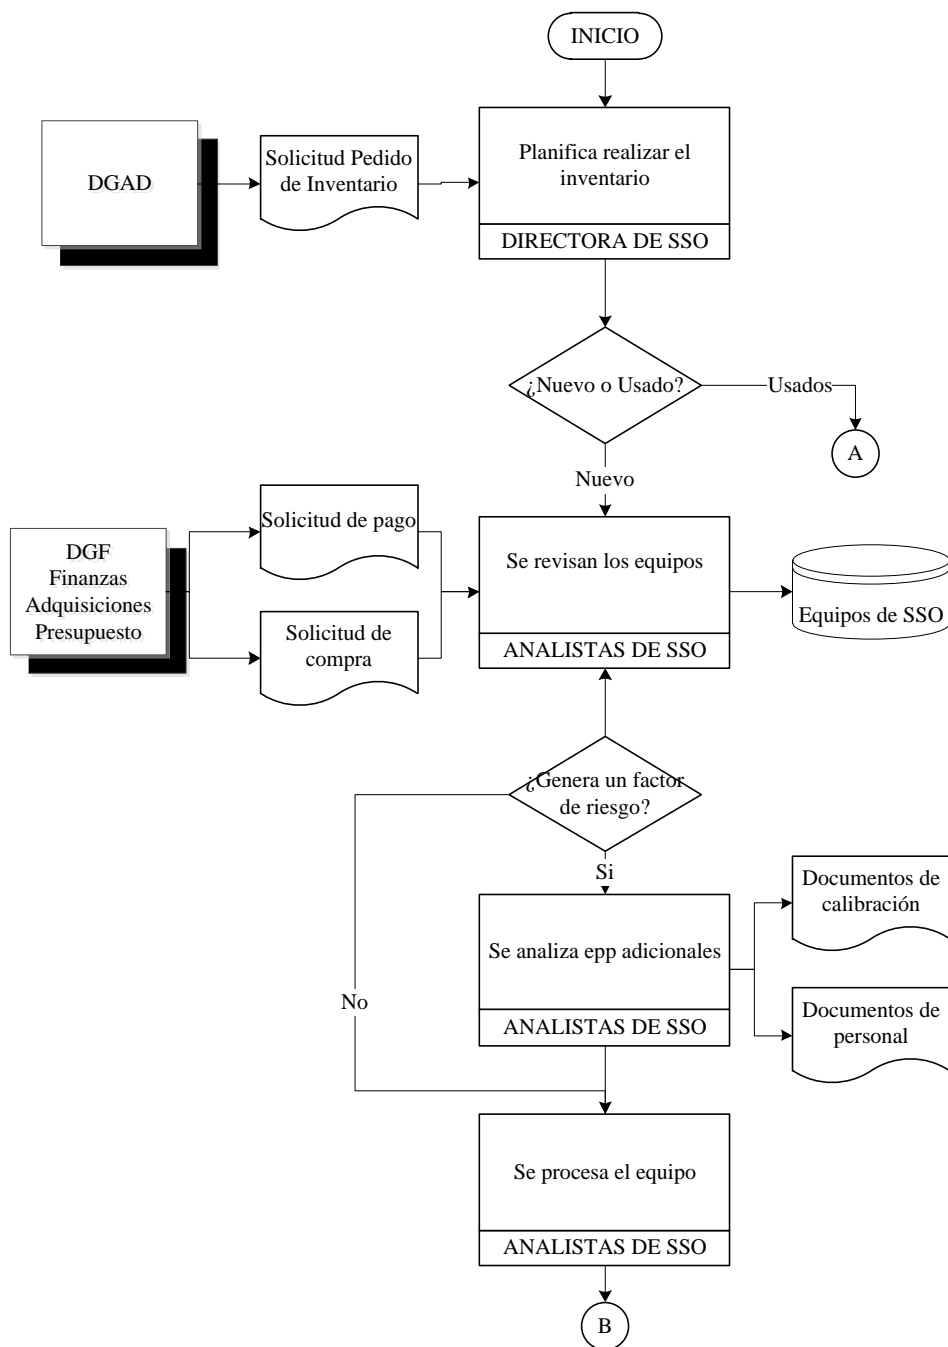 INICIO
DGAD
Solicitud Pedido
de Inventario
Planifica realizar el
inventario
DIRECTORA DE SSO
¿Nuevo o Usado?
Usados
A
Nuevo
DGF
Finanzas
Adquisiciones
Presupuesto
Solicitud de pago
Solicitud de
compra
Se revisan los equipos
ANALISTAS DE SSO
Equipos de SSO
¿Genera un factor
de riesgo?
Si
No
Se analiza epp adicionales
ANALISTAS DE SSO
Documentos de
calibración
Documentos de
personal
Se procesa el equipo
ANALISTAS DE SSO
B